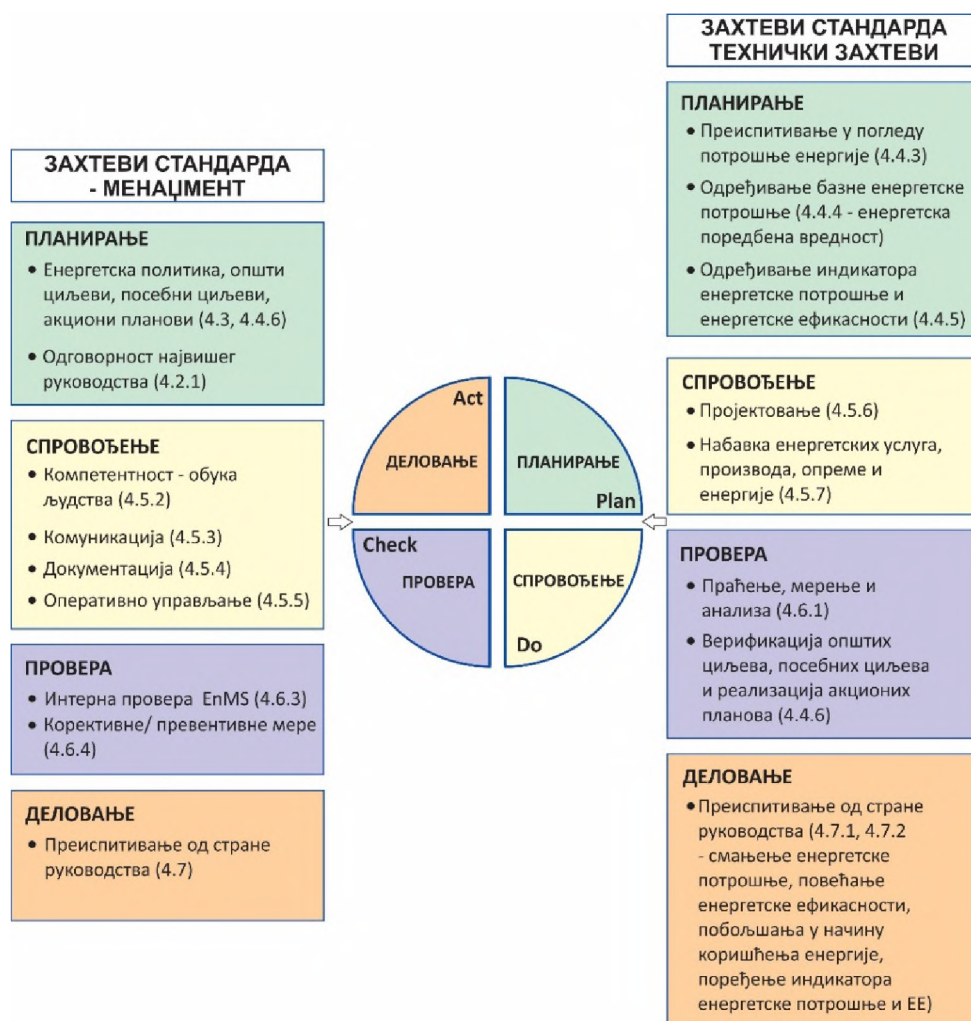 ЗАХТЕВИ СТАНДАРДА
- МЕНАЏМЕНТ
ПЛАНИРАЊЕ
• Енергетска политика, општи
циљеви, посебни циљеви,
акциони планови (4.3, 4.4.6)
• Одговорност највишег
руководства (4.2.1)
СПРОВОЂЕЊЕ
• Компетентност - обука
људства (4.5.2)
• Комуникација (4.5.3)
• Документација (4.5.4)
• Оперативно управљање (4.5.5)
ПРОВЕРА
• Интерна провера EnMS (4.6.3)
• Корективне/ превентивне мере
(4.6.4)
ДЕЛОВАЊЕ
• Преиспитивање од стране
руководства (4.7)
Act
ДЕЛОВАЊЕ
ПЛАНИРАЊЕ
Plan
Check
ПРОВЕРА
СПРОВОЂЕЊЕ
Do
ЗАХТЕВИ СТАНДАРДА
ТЕХНИЧКИ ЗАХТЕВИ
ПЛАНИРАЊЕ
• Преиспитивање у погледу
потрошње енергије (4.4.3)
• Одређивање базне енергетске
потрошње (4.4.4 - енергетска
поредбена вредност)
• Одређивање индикатора
енергетске потрошње и
енергетске ефикасности (4.4.5)
СПРОВОЂЕЊЕ
• Пројектовање (4.5.6)
• Набавка енергетских услуга,
производа, опреме и
енергије (4.5.7)
ПРОВЕРА
• Праћење, мерење и
анализа (4.6.1)
• Верификација општих
циљева, посебних циљева
и реализација акционих
планова (4.4.6)
ДЕЛОВАЊЕ
• Преиспитивање од стране
руководства (4.7.1, 4.7.2
- смањење енергетске
потрошње, повећање
енергетске ефикасности,
побољшања у начину
коришћења енергије,
поређење индикатора
енергетске потрошње и ЕЕ)